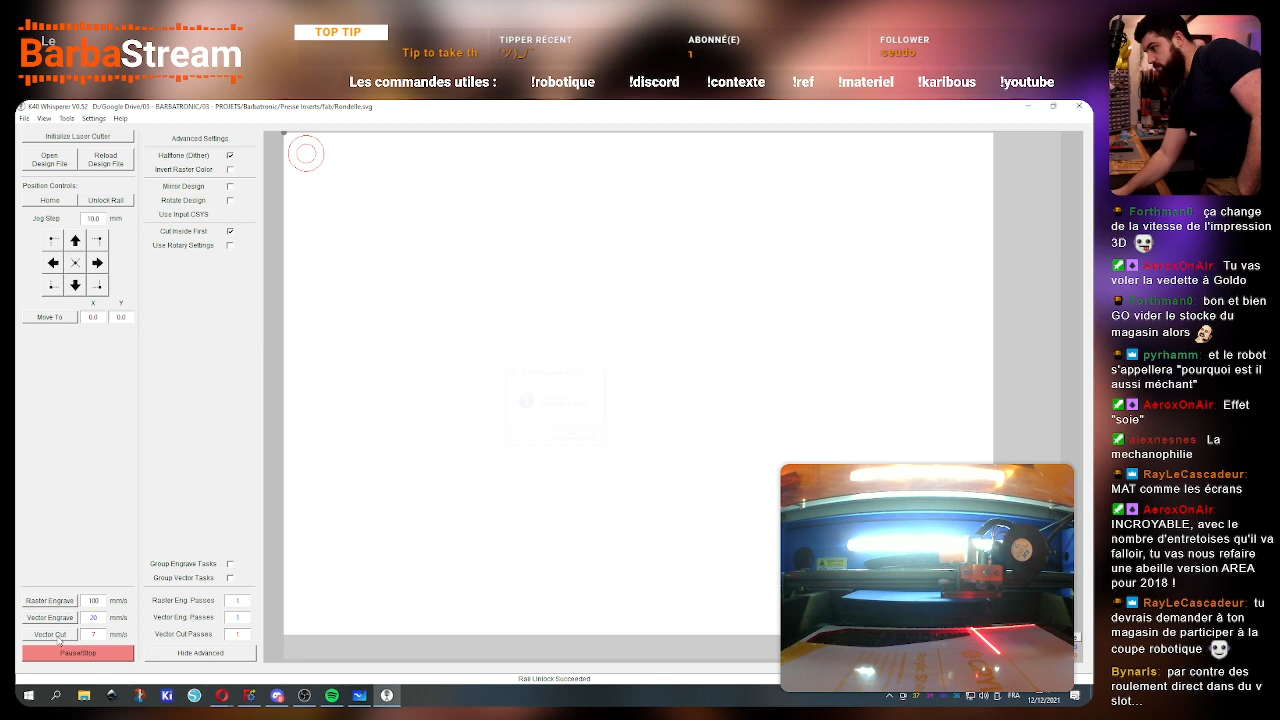 Le
BarbaStream
TOP TIP
Tip to take th
TIPPER RÉCENT
ABONNÉ(E)
FOLLOWER
seudo
Les commandes utiles : !robotique !discord !contexte !ref !materiel !karibous !youtube
K40 Whisperer V0.52 D:/Google Drive/03 - BARBATRONIC/03 - PROJETS/Barbatronic/Presse Inserts/fab/Rondelle.svg
File View Tools Settings Help
Initialize Laser Cutter
Open
Design File
Reload
Design File
Position Controls:
Home
Unlock Rail
Jog Step 10.0 mm
X Y
Move To 0.0 0.0
Raster Engrave 100 mm/s
Vector Engrave 20 mm/s
Vector Cut 7 mm/s
Pause/Stop
Advanced Settings
Halftone (Dither)
Invert Raster Color
Mirror Design
Rotate Design
Use Input CSYS
Cut Inside First
Use Rotary Settings
Group Engrave Tasks
Group Vector Tasks
Raster Eng. Passes 1
Vector Eng. Passes 1
Vector Cut Passes 1
Hide Advanced
Rail Unlock Succeeded
Ki
37
36
FRA
12/12/2021
Forthman0: ça change
de la vitesse de l'impression
3D
AeroxOnAir: Tu vas
voler la vedette à Goldo
Forthman0: bon et bien
GO vider le stocke du
magasin alors
pyrhamm: et le robot
s'appellera "pourquoi est il
aussi méchant"
AeroxOnAir: Effet
"soie"
alexnesnes: La
mechanophilie
RayLeCascadeur:
MAT comme les écrans
AeroxOnAir:
INCROYABLE, avec le
nombre d'entretoises qu'il va
falloir, tu vas nous refaire
une abeille version AREA
pour 2018 !
RayLeCascadeur: tu
devrais demander à ton
magasin de participer à la
coupe robotique
Bynaris: par contre des
roulement direct dans du v
slot...